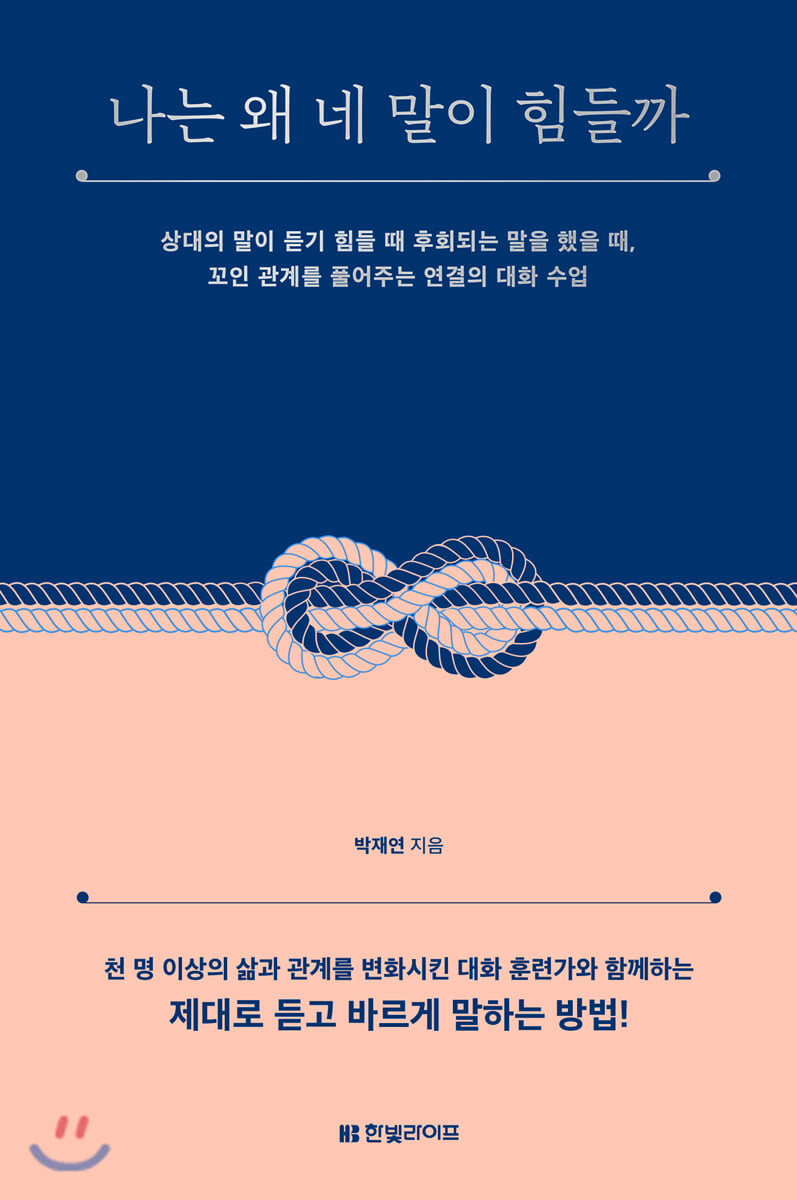 나는 왜 네 말이 힘들까
상대의 말이 듣기 힘들 때 후회되는 말을 했을 때,
꼬인 관계를 풀어주는 연결의 대화 수업
박재연 지음
천 명 이상의 삶과 관계를 변화시킨 대화 훈련가와 함께하는
제대로 듣고 바르게 말하는 방법!
HB 한빛라이프